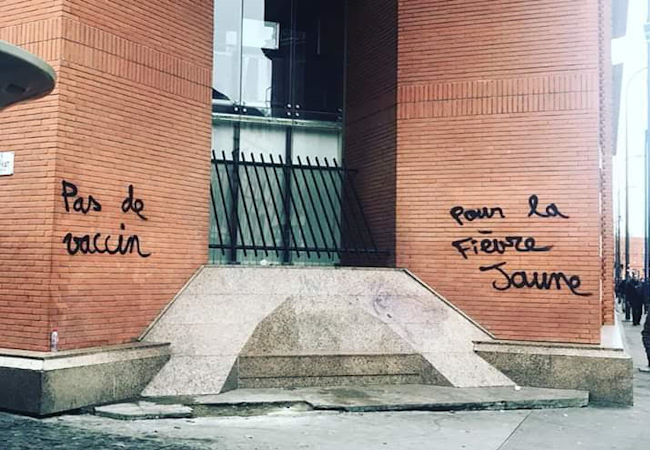 Pas de
vaccin
pour la
Fièvre
Jaune